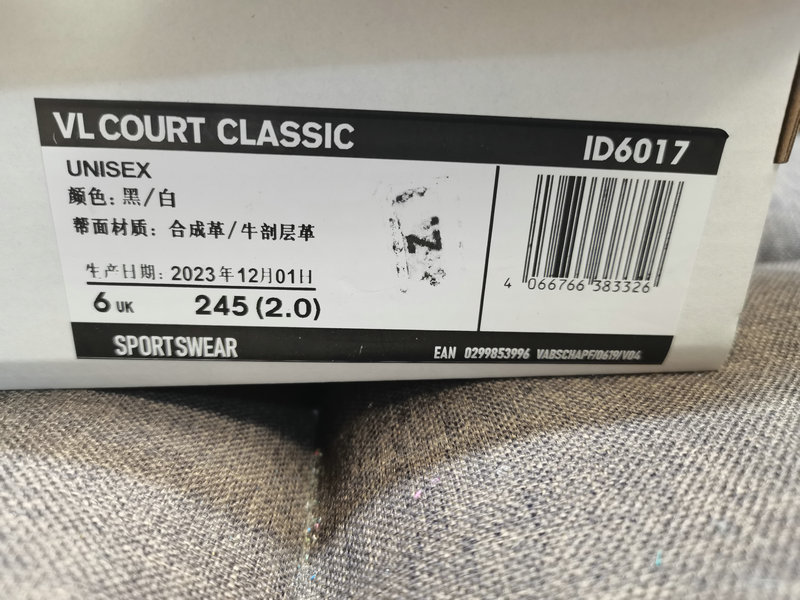 VL COURT CLASSIC
ID6017
UNISEX
颜色: 黑/白
帮面材质: 合成革/牛剖层革
生产日期: 2023年12月01日
6 UK 245 (2.0)
4 066766 383326
SPORTSWEAR
EAN 0299853996 VABSCHAPF/0619/V04